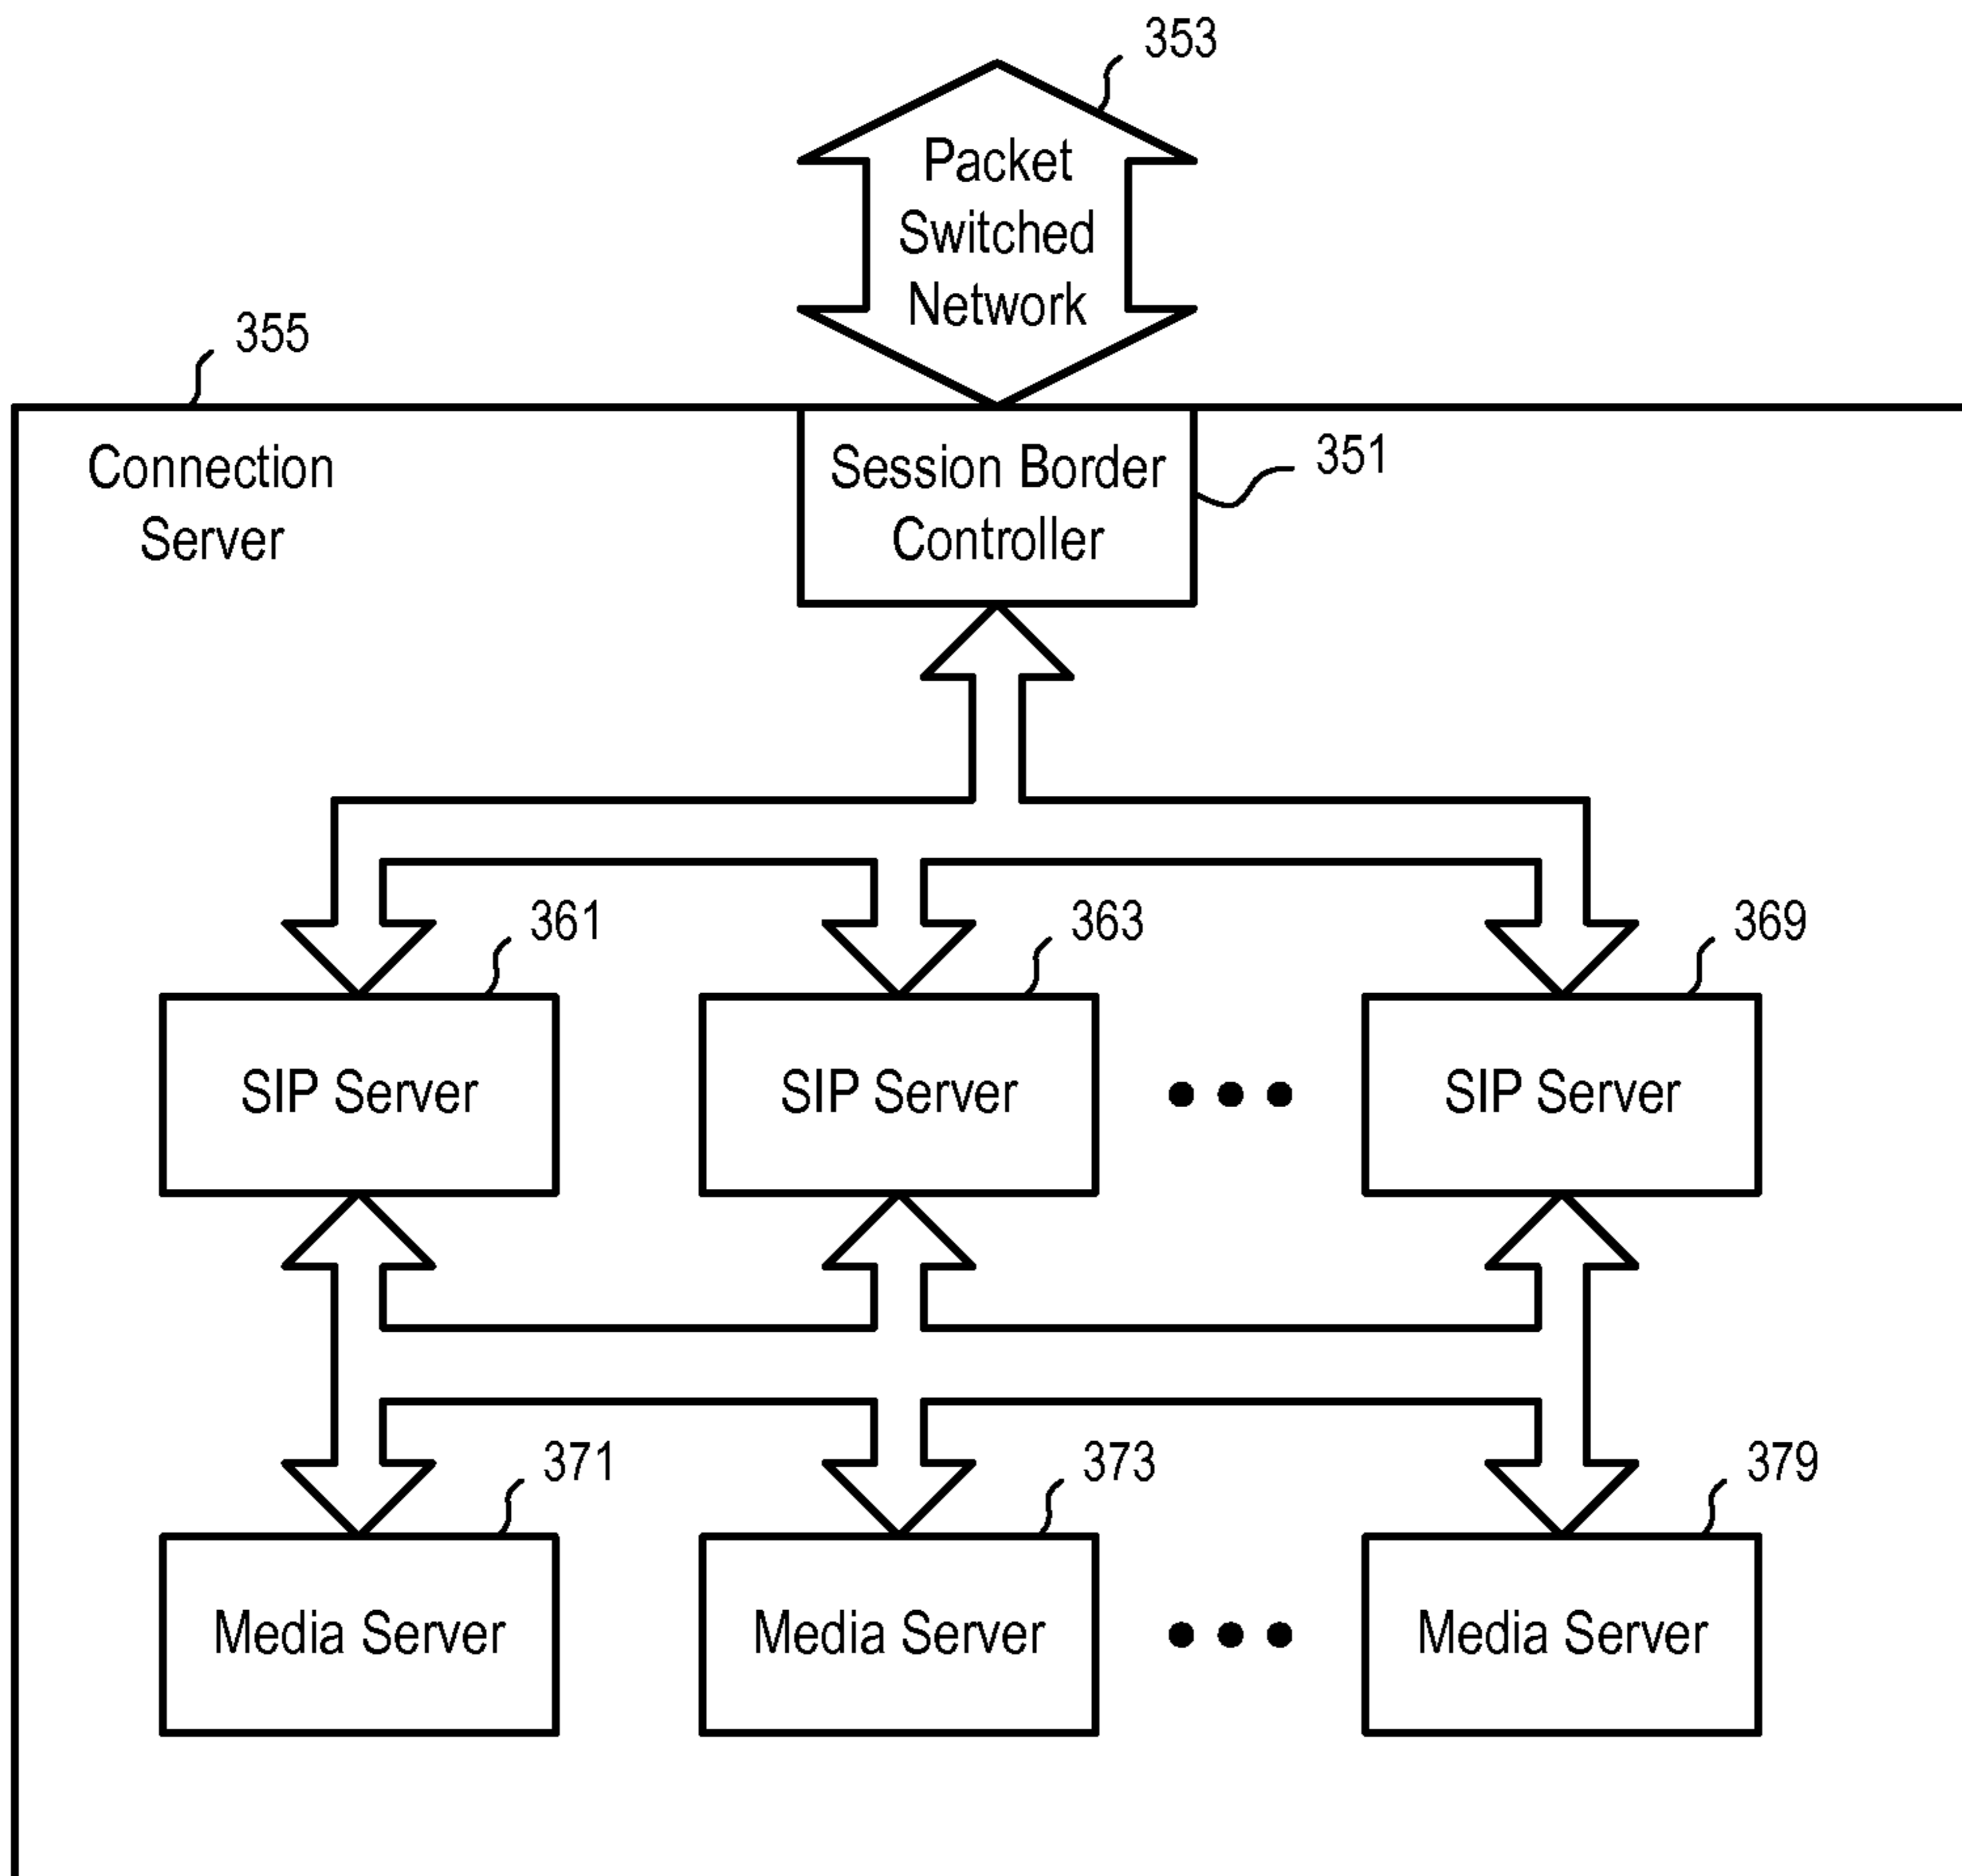 353
Packet
Switched
Network
355
Connection
Server
Session Border
Controller
351
361
363
369
SIP Server
SIP Server
SIP Server
371
373
379
Media Server
Media Server
Media Server